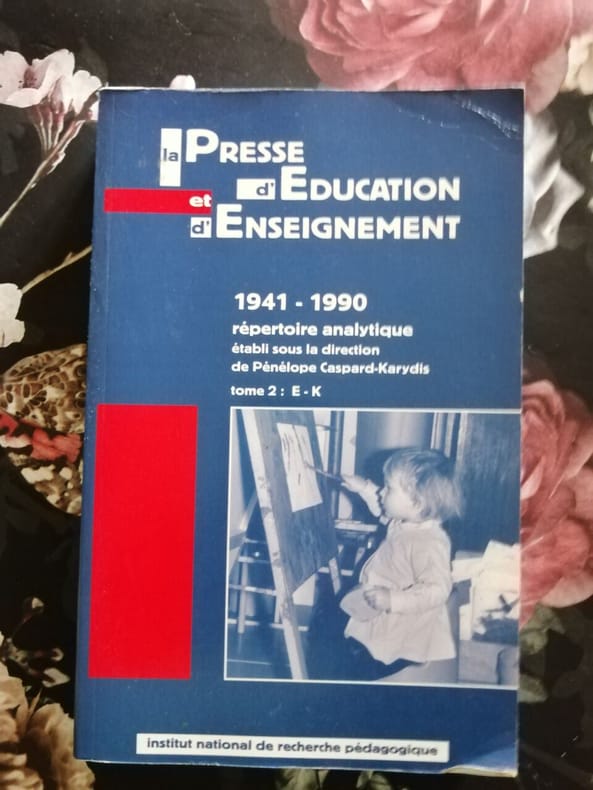 la PRESSE
d'EDUCATION
et
d'ENSEIGNEMENT
1941 - 1990
répertoire analytique
établi sous la direction
de Pénélope Caspard-Karydis
tome 2 : E - K
institut national de recherche pédagogique